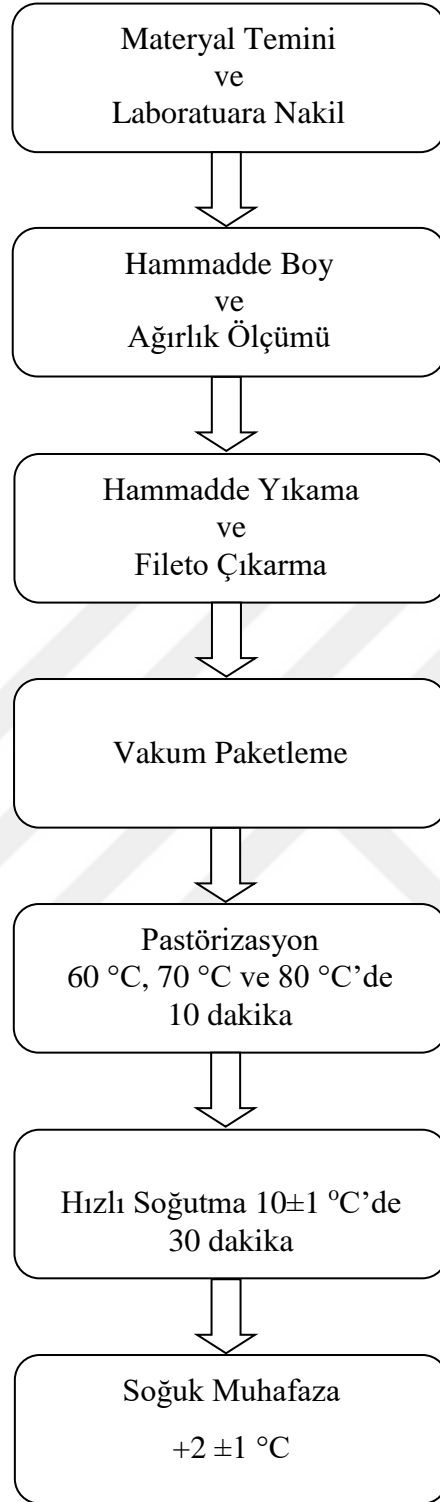 Materyal Temini
ve
Laboratuara Nakil
Hammadde Boy
ve
Ağırlık Ölçümü
Hammadde Yıkama
ve
Fileto Çıkarma
Vakum Paketleme
Pastörizasyon
60 °C, 70 °C ve 80 °C’de
10 dakika
Hızlı Soğutma 10±1 ⁰C’de
30 dakika
Soğuk Muhafaza
+2 ±1 °C